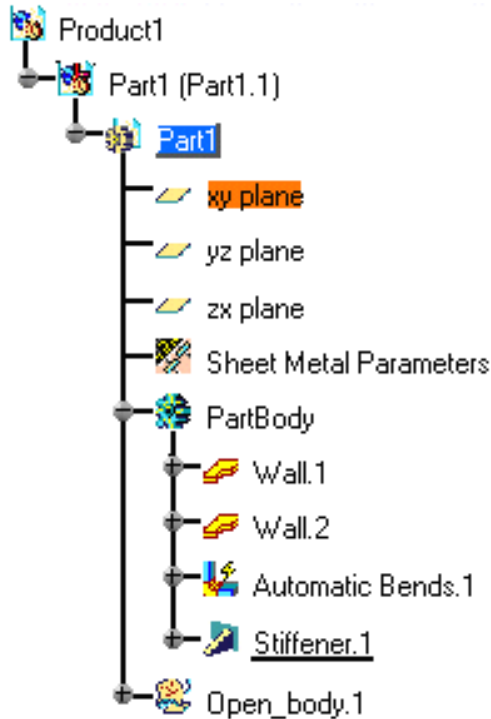 Product1
Part1 (Part1.1)
Part1
xy plane
yz plane
zx plane
Sheet Metal Parameters
PartBody
Wall.1
Wall.2
Automatic Bends.1
Stiffener.1
Open_body.1